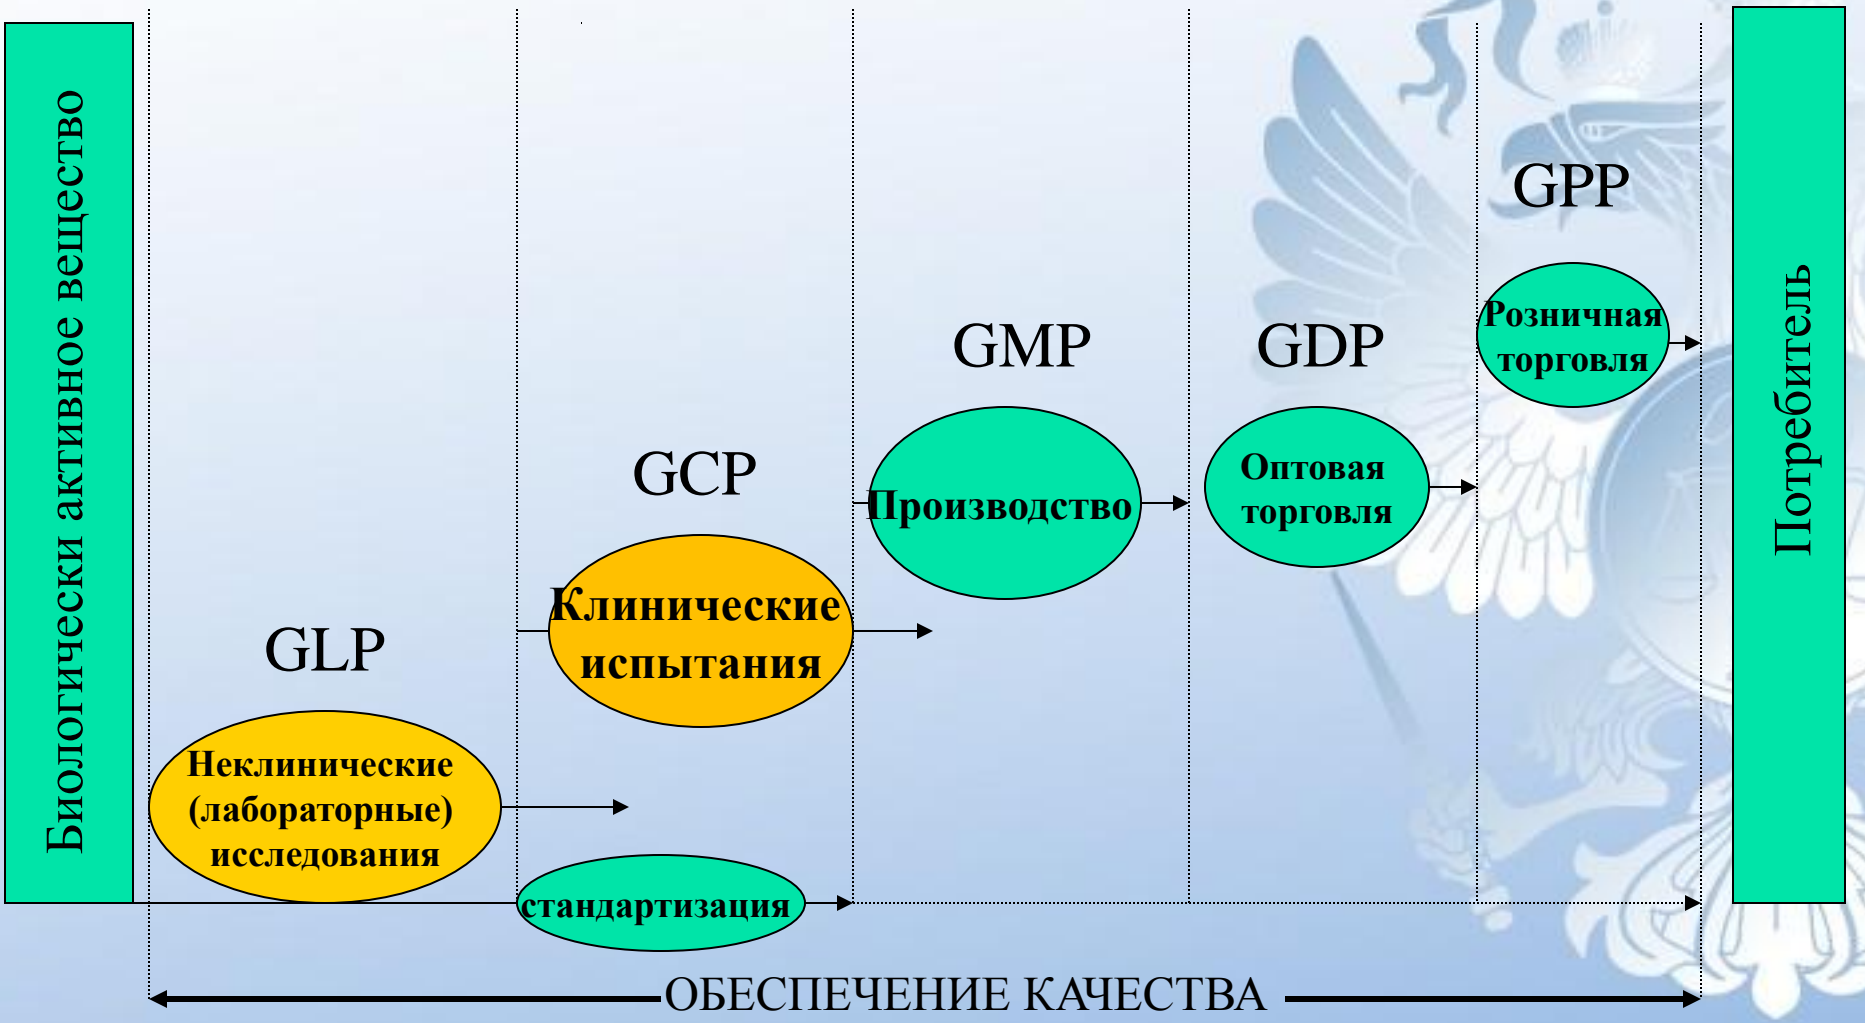 Биологически активное вещество
GLP
Неклинические
(лабораторные)
исследования
GCP
Клинические
испытания
стандартизация
GMP
Производство
GDP
Оптовая
торговля
GPP
Розничная
торговля
Потребитель
ОБЕСПЕЧЕНИЕ КАЧЕСТВА